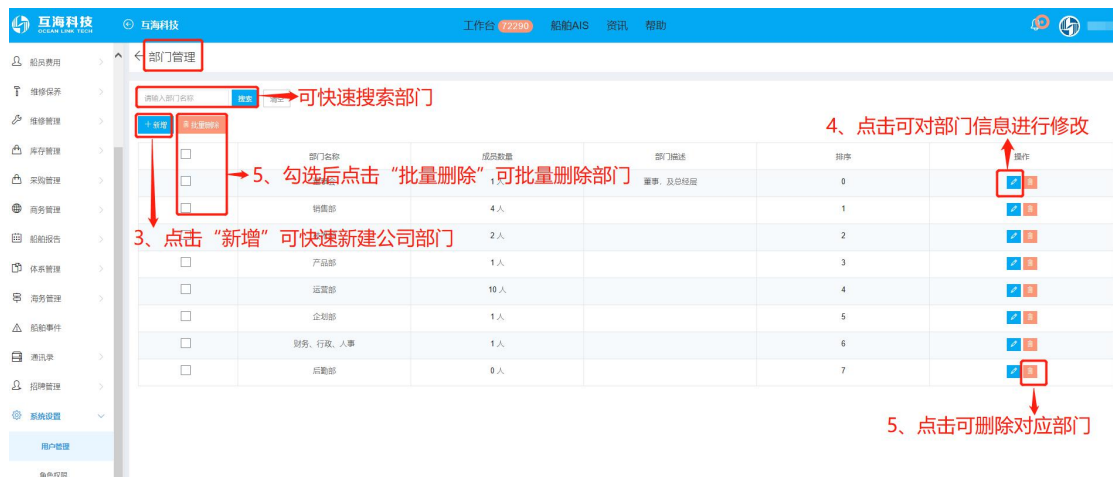 互海科技
OCEAN LINK TECH
互海科技
工作台 72290 船舶AIS 资讯 帮助
船员费用
维修保养
维修管理
库存管理
采购管理
商务管理
船舶报告
体系管理
海务管理
船舶事件
通讯录
招聘管理
系统设置
用户管理
角色权限
部门管理
请输入部门名称 搜索
可快速搜索部门
+新增 批量删除
4、点击可对部门信息进行修改
部门名称 成员数量 部门描述 排序 操作
1人 董事、及总经层 0
5、勾选后点击“批量删除”可批量删除部门
销售部 4人 1
3、点击“新增”可快速新建公司部门
2人 2
产品部 1人 3
运营部 10人 4
企划部 1人 5
财务、行政、人事 1人 6
后勤部 0人 7
5、点击可删除对应部门